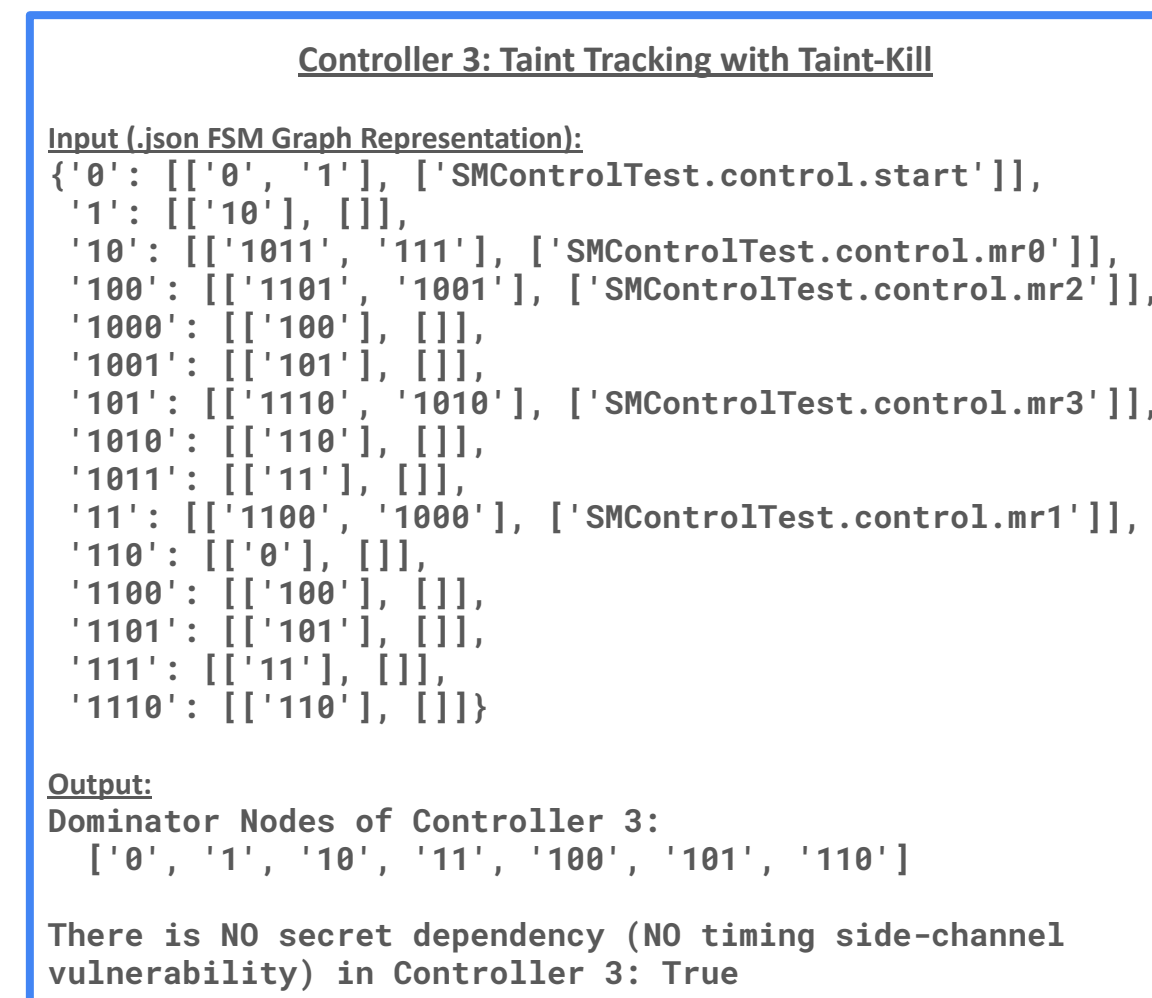 Controller 3: Taint Tracking with Taint-Kill
Input (.json FSM Graph Representation):
{'0': [['0', '1'], ['SMControlTest.control.start']],
'1': [['10'], []],
'10': [['1011', '111'], ['SMControlTest.control.mr0']],
'100': [['1101', '1001'], ['SMControlTest.control.mr2']],
'1000': [['100'], []],
'1001': [['101'], []],
'101': [['1110', '1010'], ['SMControlTest.control.mr3']],
'1010': [['110'], []],
'1011': [['11'], []],
'11': [['1100', '1000'], ['SMControlTest.control.mr1']],
'110': [['0'], []],
'1100': [['100'], []],
'1101': [['101'], []],
'111': [['11'], []],
'1110': [['110'], []]}
Output:
Dominator Nodes of Controller 3:
['0', '1', '10', '11', '100', '101', '110']
There is NO secret dependency (NO timing side-channel
vulnerability) in Controller 3: True